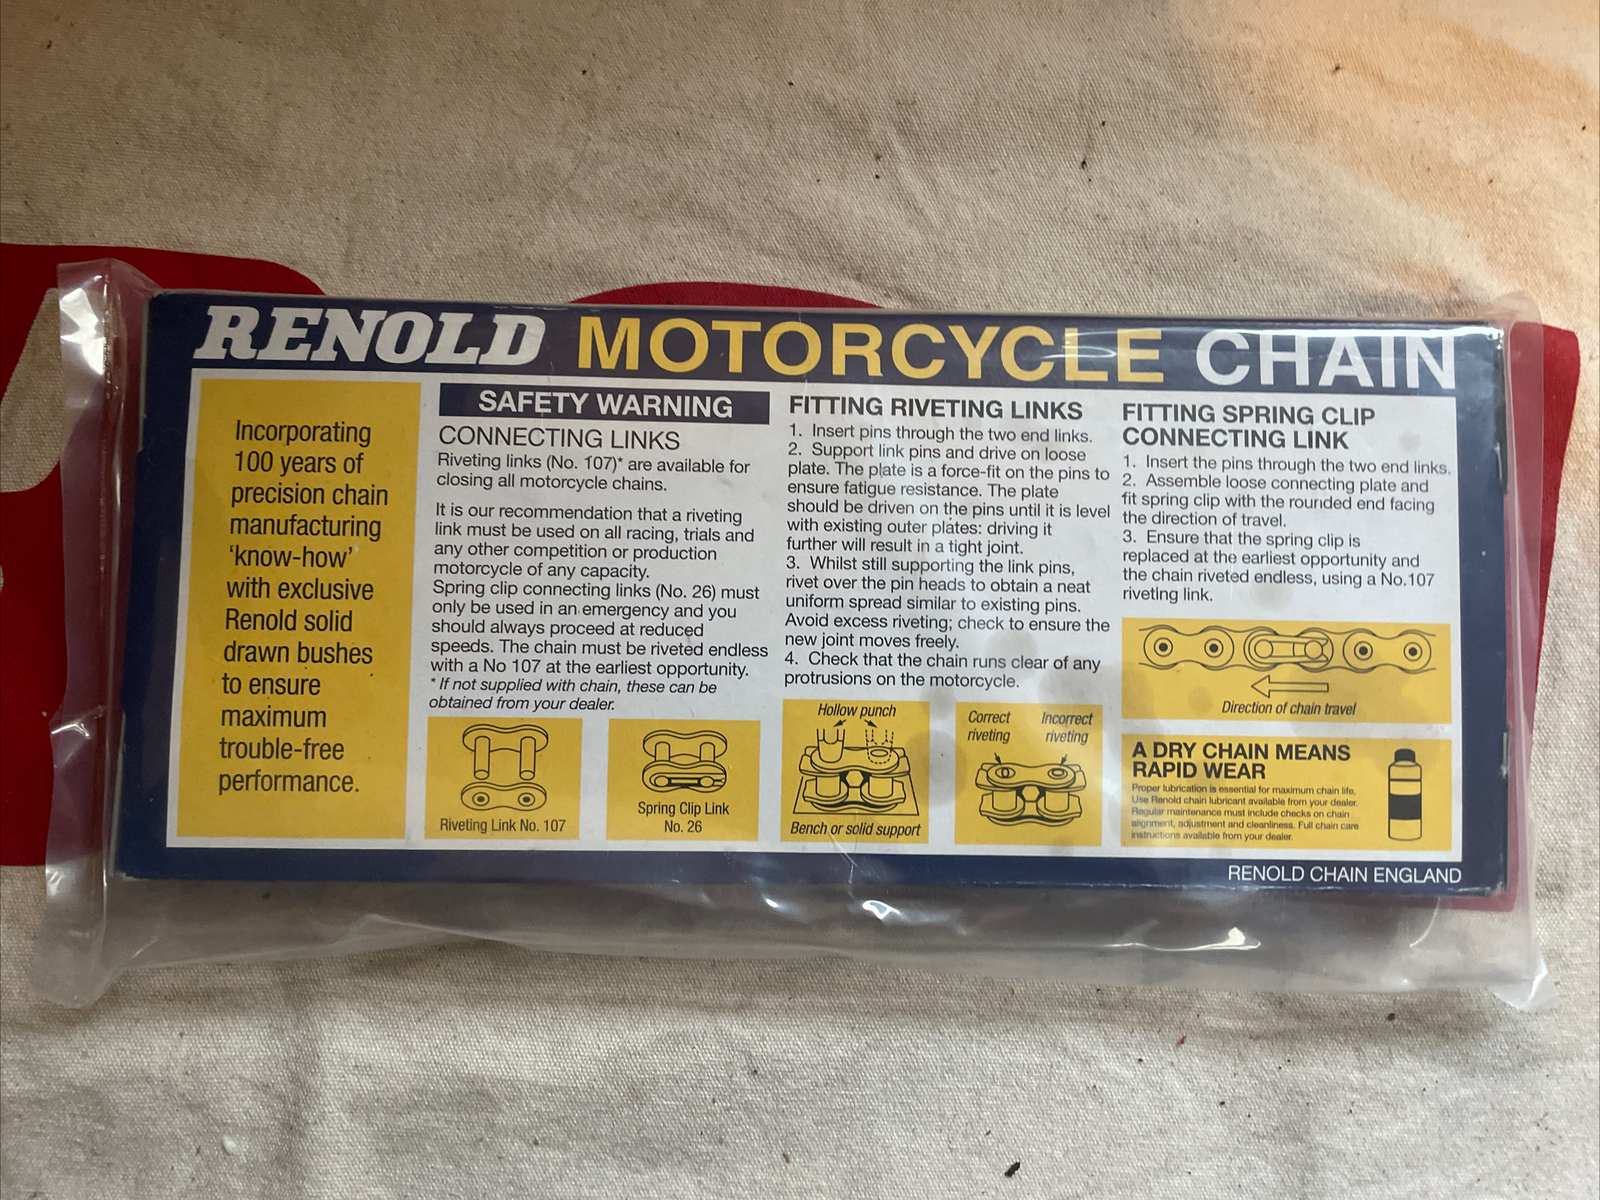 RENOLD MOTORCYCLE CHAIN
Incorporating
100 years of
precision chain
manufacturing
‘know-how’
with exclusive
Renold solid
drawn bushes
to ensure
maximum
trouble-free
performance.
SAFETY WARNING
CONNECTING LINKS
Riveting links (No. 107)* are available for
closing all motorcycle chains.
It is our recommendation that a riveting
link must be used on all racing, trials and
any other competition or production
motorcycle of any capacity.
Spring clip connecting links (No. 26) must
only be used in an emergency and you
should always proceed at reduced
speeds. The chain must be riveted endless
with a No 107 at the earliest opportunity.
* If not supplied with chain, these can be
obtained from your dealer.
Riveting Link No. 107
Spring Clip Link
No. 26
FITTING RIVETING LINKS
1. Insert pins through the two end links.
2. Support link pins and drive on loose
plate. The plate is a force-fit on the pins to
ensure fatigue resistance. The plate
should be driven on the pins until it is level
with existing outer plates: driving it
further will result in a tight joint.
3. Whilst still supporting the link pins,
rivet over the pin heads to obtain a neat
uniform spread similar to existing pins.
Avoid excess riveting; check to ensure the
new joint moves freely.
4. Check that the chain runs clear of any
protrusions on the motorcycle.
Hollow punch
Bench or solid support
Correct
riveting
Incorrect
riveting
FITTING SPRING CLIP
CONNECTING LINK
1. Insert the pins through the two end links.
2. Assemble loose connecting plate and
fit spring clip with the rounded end facing
the direction of travel.
3. Ensure that the spring clip is
replaced at the earliest opportunity and
the chain riveted endless, using a No.107
riveting link.
Direction of chain travel
A DRY CHAIN MEANS
RAPID WEAR
Proper lubrication is essential for maximum chain life.
Use Renold chain lubricant available from your dealer.
Regular maintenance must include checks on chain
alignment, adjustment and cleanliness. Full chain care
instructions available from your dealer.
RENOLD CHAIN ENGLAND